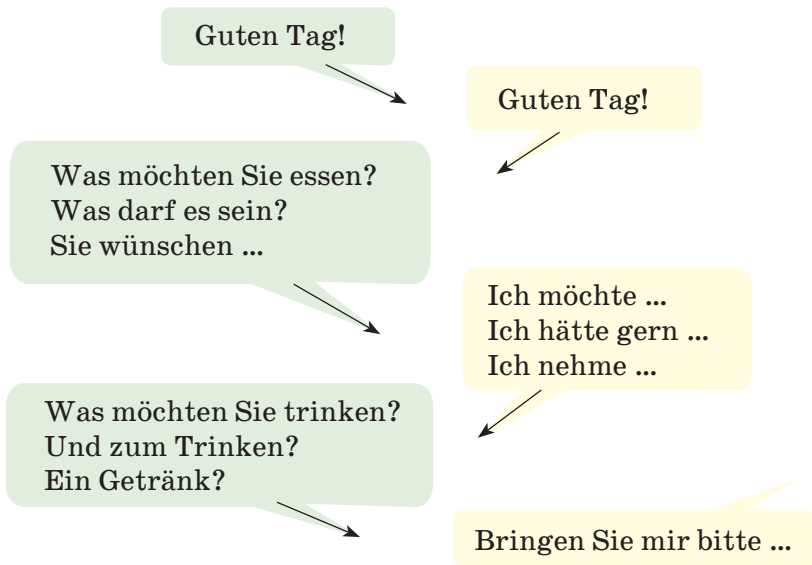 Guten Tag!
Guten Tag!
Was möchten Sie essen?
Was darf es sein?
Sie wünschen ...
Ich möchte ...
Ich hätte gern ...
Ich nehme ...
Was möchten Sie trinken?
Und zum Trinken?
Ein Getränk?
Bringen Sie mir bitte ...